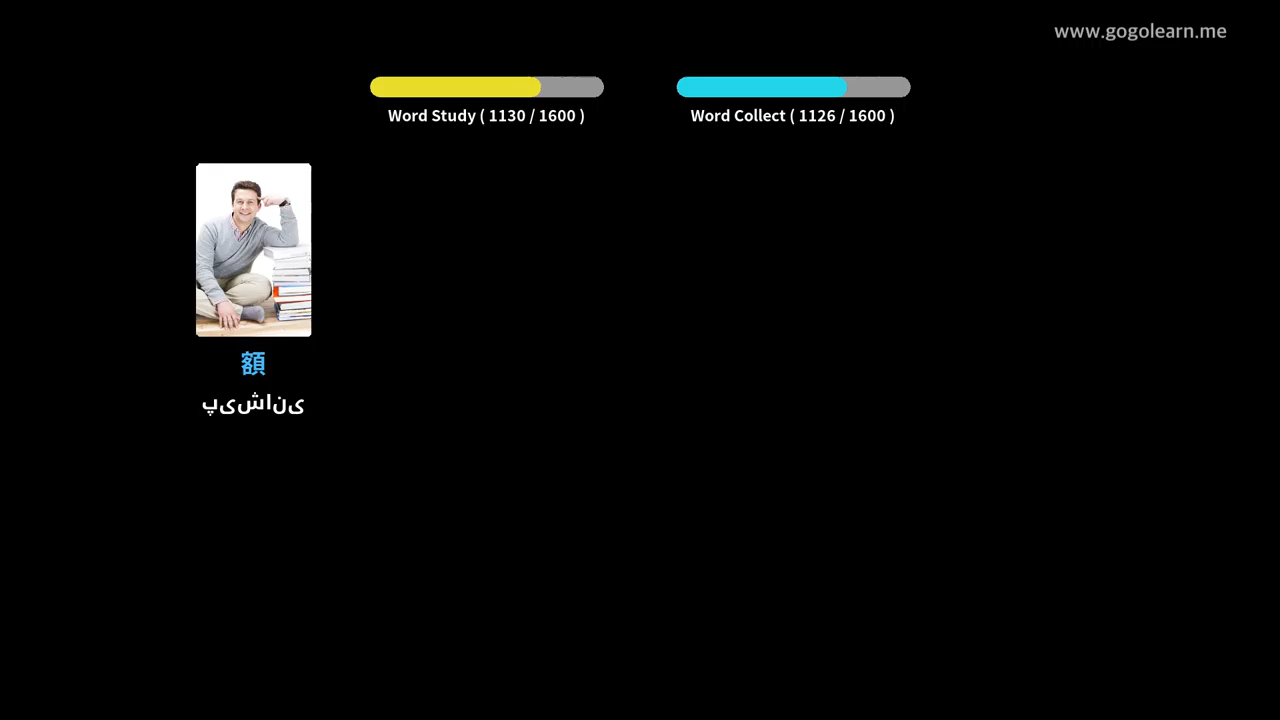 www.gogolearn.me
Word Study ( 1130 / 1600 )
Word Collect ( 1126 / 1600 )
額
پیشانی